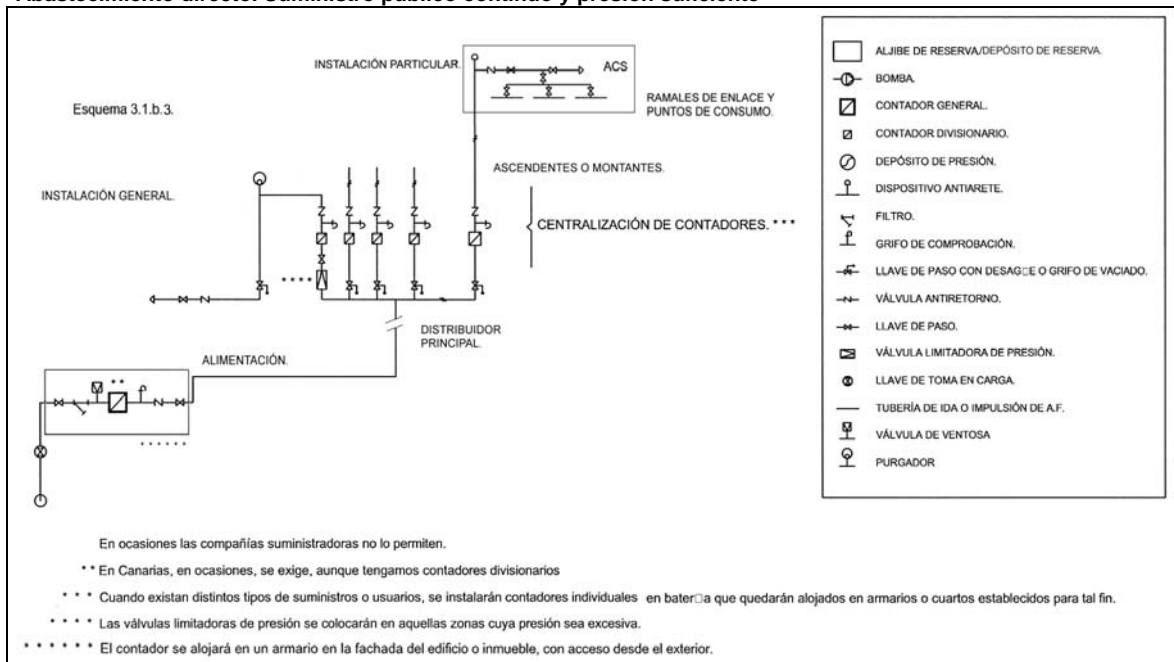 Abastecimiento directo. Suministro público continuo y presión suficiente
Esquema 3.1.b.3.
INSTALACIÓN PARTICULAR.
ACS
RAMALES DE ENLACE Y
PUNTOS DE CONSUMO.
ASCENDENTES O MONTANTES.
INSTALACIÓN GENERAL.
CENTRALIZACIÓN DE CONTADORES. * * *
* * * *
DISTRIBUIDOR
PRINCIPAL.
ALIMENTACIÓN.
* *
* * * * * *
ALJIBE DE RESERVA/DEPÓSITO DE RESERVA.
BOMBA.
CONTADOR GENERAL.
CONTADOR DIVISIONARIO.
DEPÓSITO DE PRESIÓN.
DISPOSITIVO ANTIARETE.
FILTRO.
GRIFO DE COMPROBACIÓN.
LLAVE DE PASO CON DESAG□E O GRIFO DE VACIADO.
VÁLVULA ANTIRETORNO.
LLAVE DE PASO.
VÁLVULA LIMITADORA DE PRESIÓN.
LLAVE DE TOMA EN CARGA.
TUBERÍA DE IDA O IMPULSIÓN DE A.F.
VÁLVULA DE VENTOSA
PURGADOR
En ocasiones las compañías suministradoras no lo permiten.
* * En Canarias, en ocasiones, se exige, aunque tengamos contadores divisionarios
* * * Cuando existan distintos tipos de suministros o usuarios, se instalarán contadores individuales en bater□a que quedarán alojados en armarios o cuartos establecidos para tal fin.
* * * * Las válvulas limitadoras de presión se colocarán en aquellas zonas cuya presión sea excesiva.
* * * * * * El contador se alojará en un armario en la fachada del edificio o inmueble, con acceso desde el exterior.